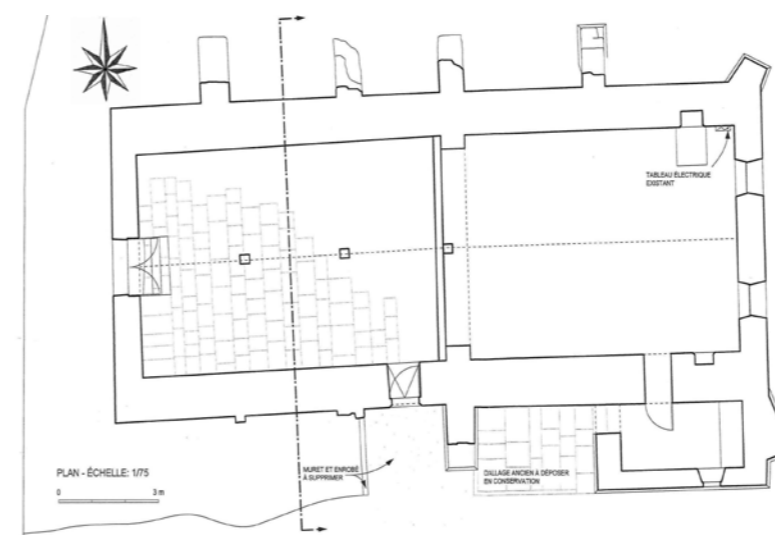 TABLEAU ÉLECTRIQUE
EXISTANT
PLAN - ÉCHELLE: 1/75
0 3 m
MURET ET ENROBÉ
À SUPPRIMER
DALLAGE ANCIEN À DÉPOSER
EN CONSERVATION